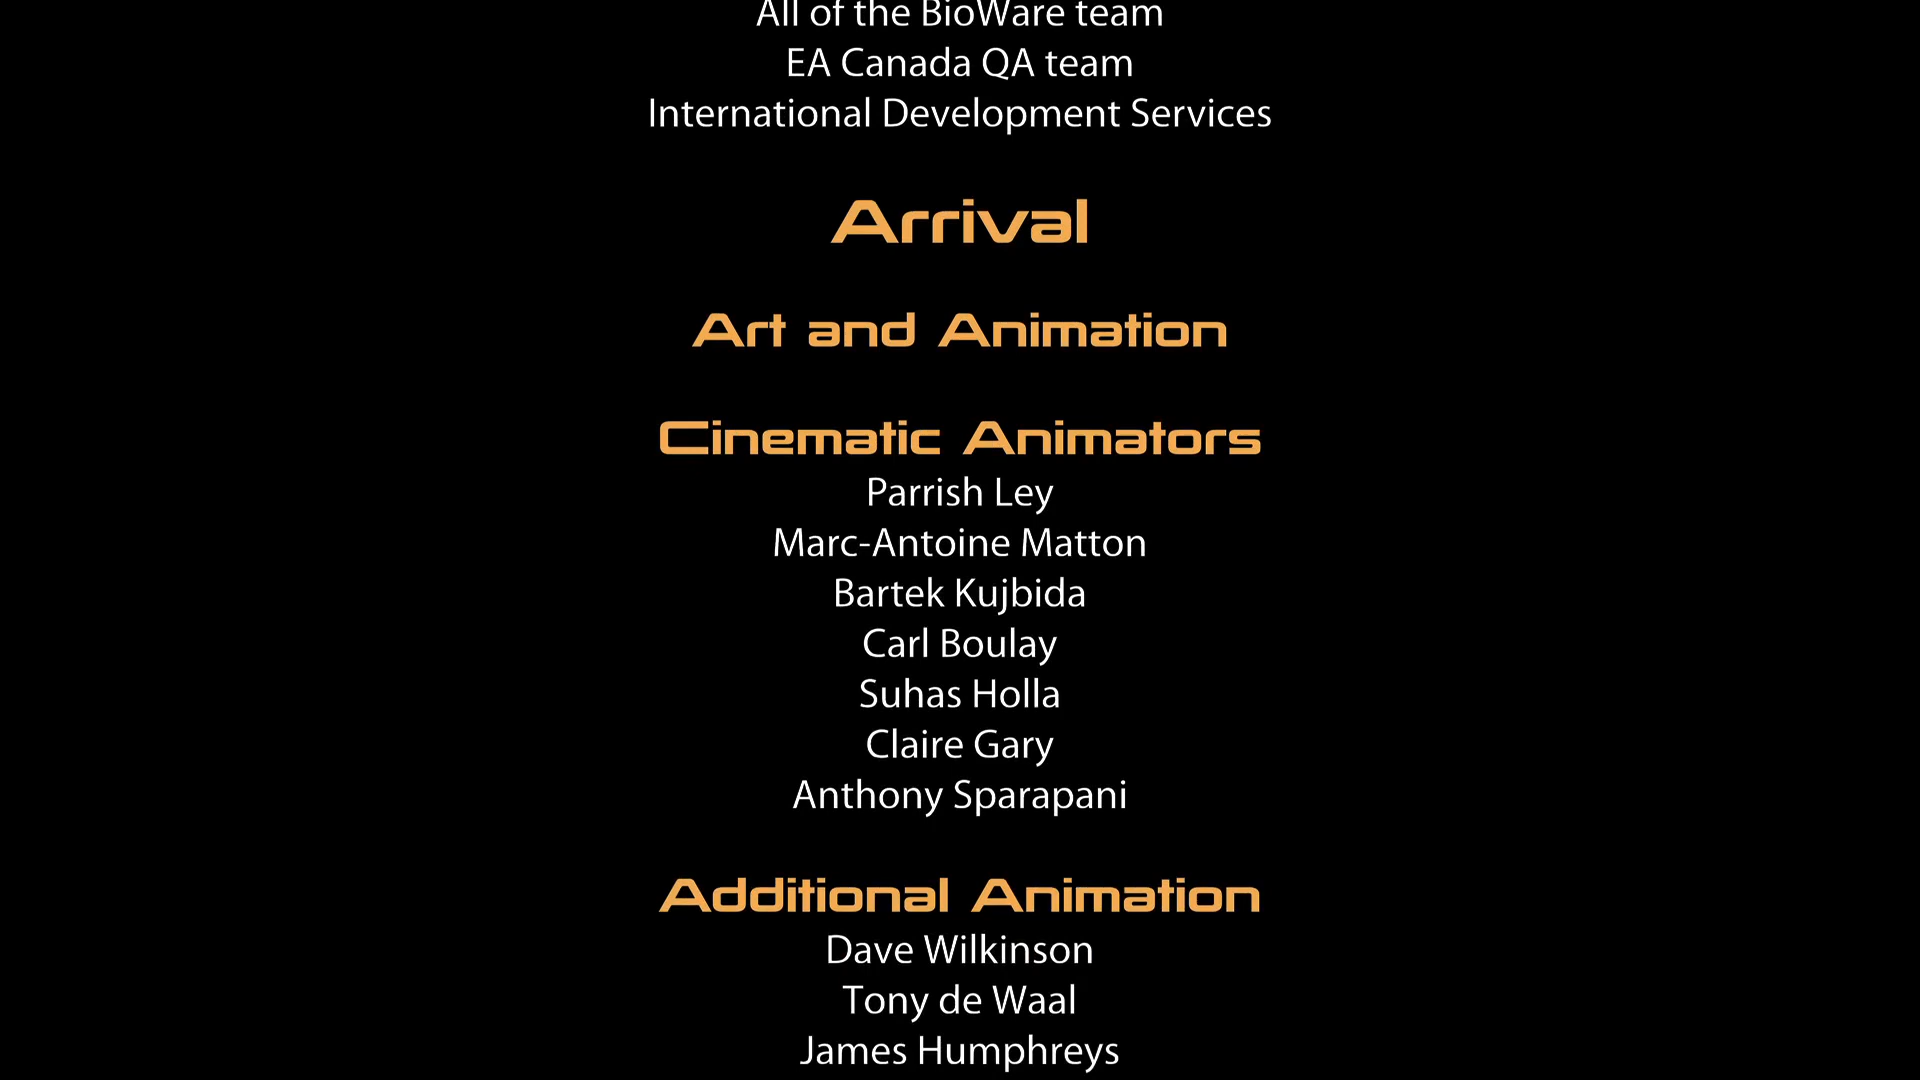 All of the BioWare team
EA Canada QA team
International Development Services
Arrival
Art and Animation
Cinematic Animators
Parrish Ley
Marc-Antoine Matton
Bartek Kujbida
Carl Boulay
Suhas Holla
Claire Gary
Anthony Sparapani
Additional Animation
Dave Wilkinson
Tony de Waal
James Humphreys